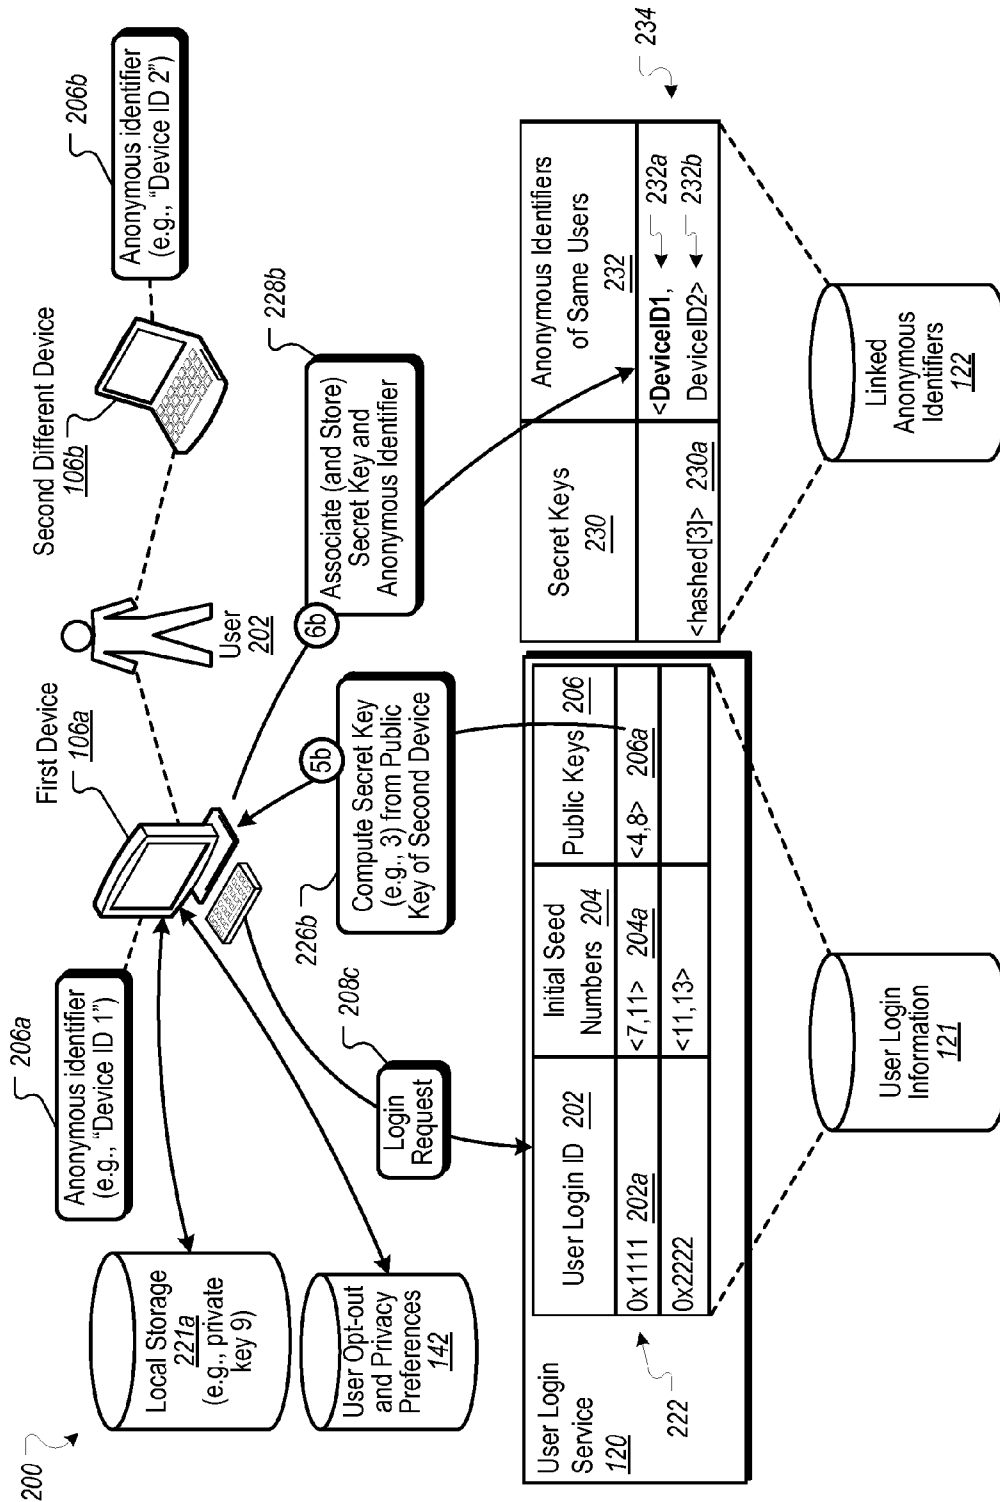 200
Local Storage
221a
(e.g., private
key 9)
User Opt-out
and Privacy
Preferences
142
206a
Anonymous identifier
(e.g., “Device ID 1”)
First Device
106a
User
202
Second Different Device
106b
206b
Anonymous identifier
(e.g., “Device ID 2”)
208c
Login
Request
226b
5b
Compute Secret Key
(e.g., 3) from Public
Key of Second Device
6b
228b
Associate (and Store)
Secret Key and
Anonymous Identifier
User Login
Service
120
222
User Login ID 202
Initial Seed
Numbers 204
Public Keys 206
0x1111 202a
<7,11> 204a
<4,8> 206a
0x2222
<11,13>
User Login
Information
121
234
Secret Keys
230
Anonymous Identifiers
of Same Users
232
<hashed[3]> 230a
<DeviceID1, 232a
DeviceID2> 232b
Linked
Anonymous
Identifiers
122